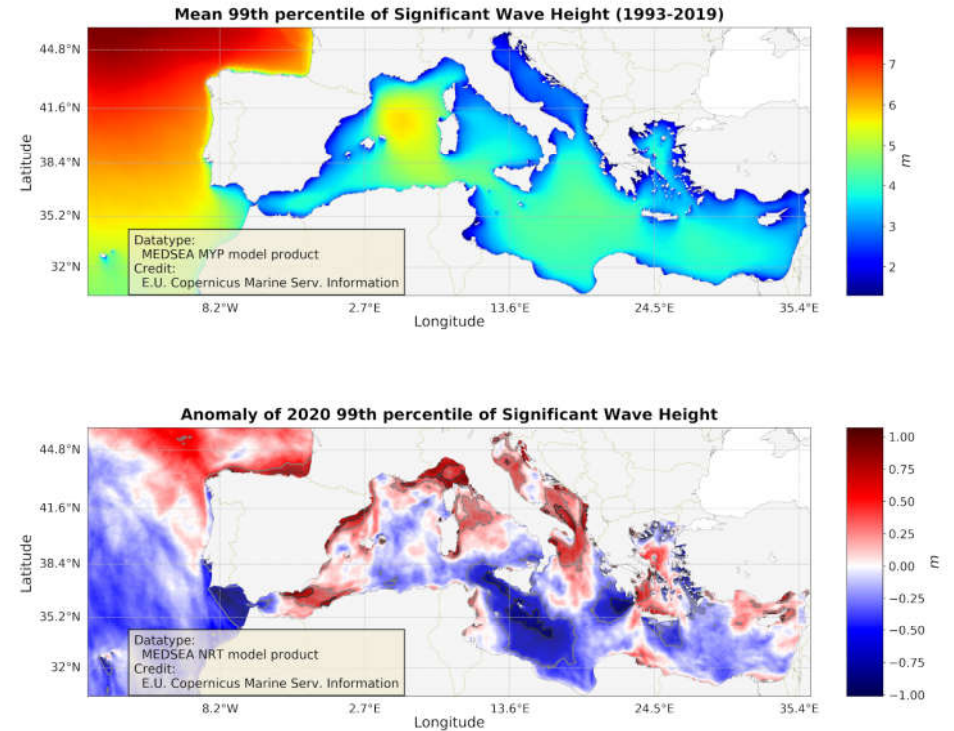 Mean 99th percentile of Significant Wave Height (1993-2019)
44.8°N
41.6°N
38.4°N
35.2°N
32°N
Latitude
Datatype:
MEDSEA MYP model product
Credit:
E.U. Copernicus Marine Serv. Information
8.2°W
2.7°E
13.6°E
24.5°E
35.4°E
Longitude
7
6
5
4
3
2
m
Anomaly of 2020 99th percentile of Significant Wave Height
44.8°N
41.6°N
38.4°N
35.2°N
32°N
Latitude
Datatype:
MEDSEA NRT model product
Credit:
E.U. Copernicus Marine Serv. Information
8.2°W
2.7°E
13.6°E
24.5°E
35.4°E
Longitude
1.00
0.75
0.50
0.25
0.00
−0.25
−0.50
−0.75
−1.00
m